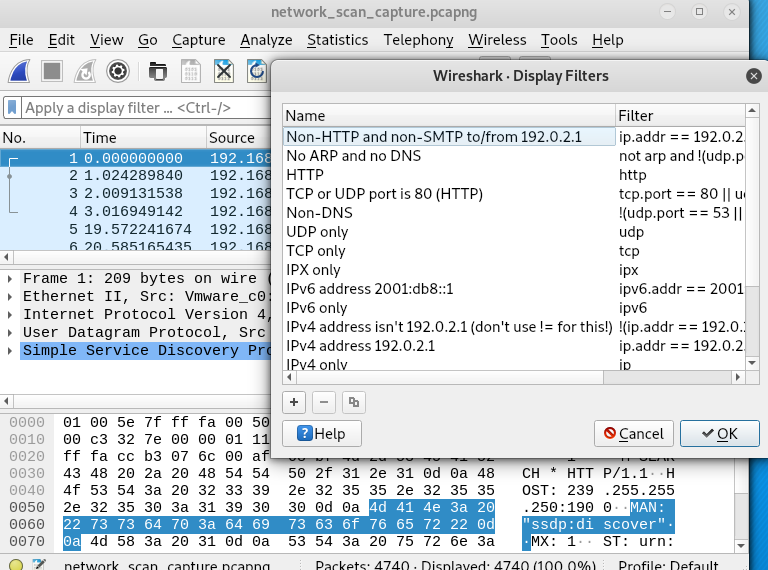 network_scan_capture.pcapng
File Edit View Go Capture Analyze Statistics Telephony Wireless Tools Help
Apply a display filter ... <Ctrl-/>
No. Time Source
1 0.000000000 192.168
2 1.024289840 192.168
3 2.009131538 192.168
4 3.016949142 192.168
5 19.572241674 192.168
6 20.585165435 192.168
Frame 1: 209 bytes on wire (
Ethernet II, Src: Vmware_c0:
Internet Protocol Version 4,
User Datagram Protocol, Src
Simple Service Discovery Pro
Wireshark · Display Filters
Name Filter
Non-HTTP and non-SMTP to/from 192.0.2.1 ip.addr == 192.0.2.
No ARP and no DNS not arp and !(udp.p
HTTP http
TCP or UDP port is 80 (HTTP) tcp.port == 80 || u
Non-DNS !(udp.port == 53 ||
UDP only udp
TCP only tcp
IPX only ipx
IPv6 address 2001:db8::1 ipv6.addr == 2001
IPv6 only ipv6
IPv4 address isn't 192.0.2.1 (don't use != for this!) !(ip.addr == 192.0.
IPv4 address 192.0.2.1 ip.addr == 192.0.2.
IPv4 only ip
Help Cancel OK
0000 01 00 5e 7f ff fa 00 50
0010 00 c3 32 7e 00 00 01 11
0020 ff fa cc b3 07 6c 00 af
0030 43 48 20 2a 20 48 54 54 50 2f 31 2e 31 0d 0a 48 CH * HTT P/1.1··H
0040 4f 53 54 3a 20 32 33 39 2e 32 35 35 2e 32 35 35 OST: 239 .255.255
0050 2e 32 35 30 3a 31 39 30 30 0d 0a 4d 41 4e 3a 20 .250:190 0··MAN:
0060 22 73 73 64 70 3a 64 69 73 63 6f 76 65 72 22 0d "ssdp:di scover"·
0070 0a 4d 58 3a 20 31 0d 0a 53 54 3a 20 75 72 6e 3a ·MX: 1·· ST: urn:
network_scan_capture.pcapng Packets: 4740 · Displayed: 4740 (100.0%) Profile: Default